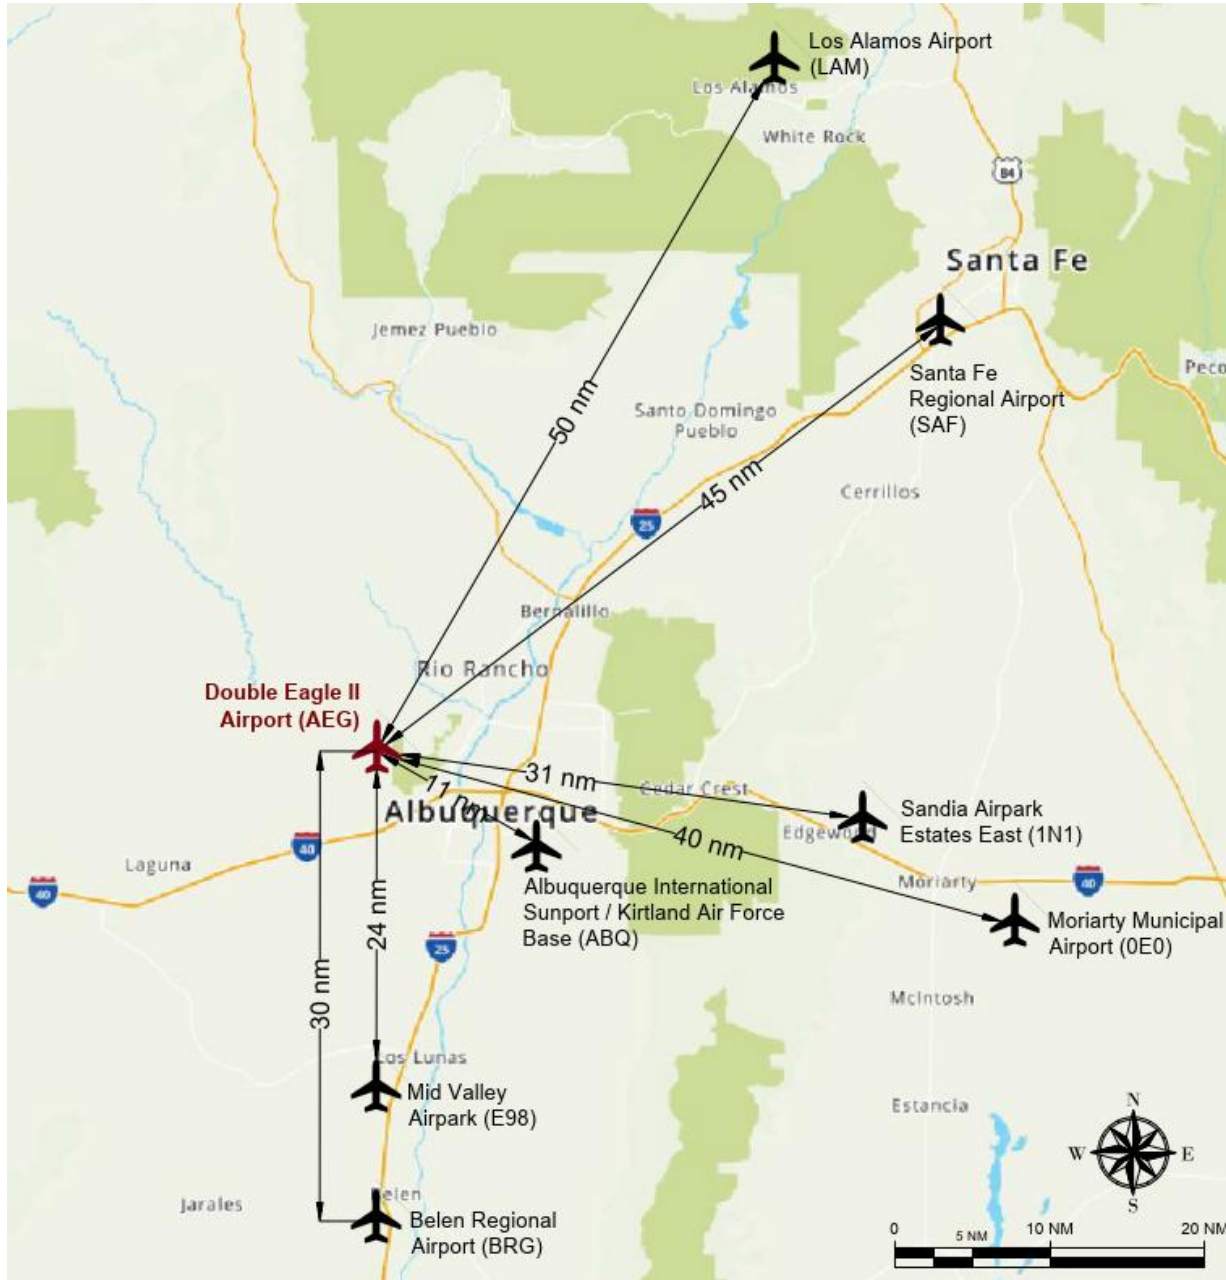 Los Alamos Airport
(LAM)
Los Alamos
White Rock
84
Santa Fe
Jemez Pueblo
Peco
Santa Fe
Regional Airport
(SAF)
50 nm
Santo Domingo
Pueblo
45 nm
Cerrillos
25
Bernalillo
Rio Rancho
Double Eagle II
Airport (AEG)
31 nm
11 nm
Cedar Crest
Albuquerque
Sandia Airpark
Estates East (1N1)
Edgewood
40 nm
40
Laguna
40
Moriarty
40
Albuquerque International
Sunport / Kirtland Air Force
Base (ABQ)
Moriarty Municipal
Airport (0E0)
24 nm
25
30 nm
McIntosh
Los Lunas
Mid Valley
Airpark (E98)
Estancia
N
W
E
S
Jarales
Belen
Belen Regional
Airport (BRG)
0
5 NM
10 NM
20 NM